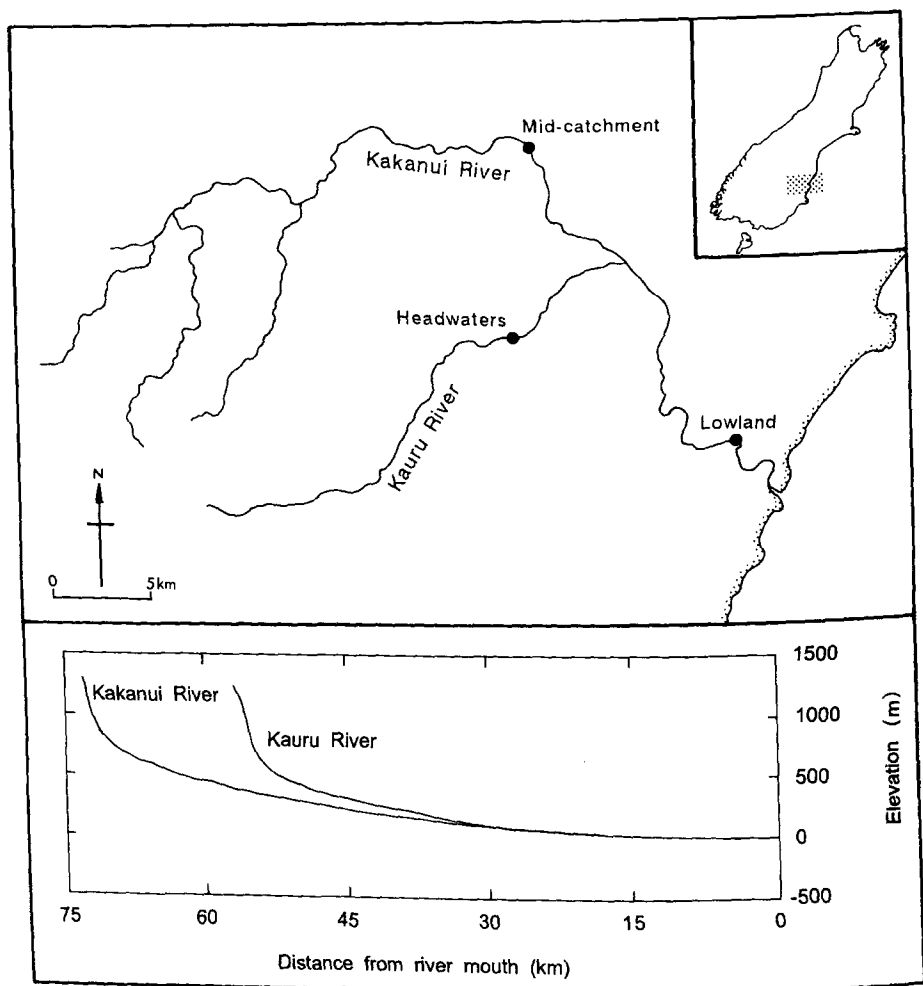 Mid-catchment
Kakanui River
Headwaters
Kauru River
Lowland
N
0 5km
1500
Kakanui River
1000
Kauru River
500
0
-500
Elevation (m)
75 60 45 30 15 0
Distance from river mouth (km)